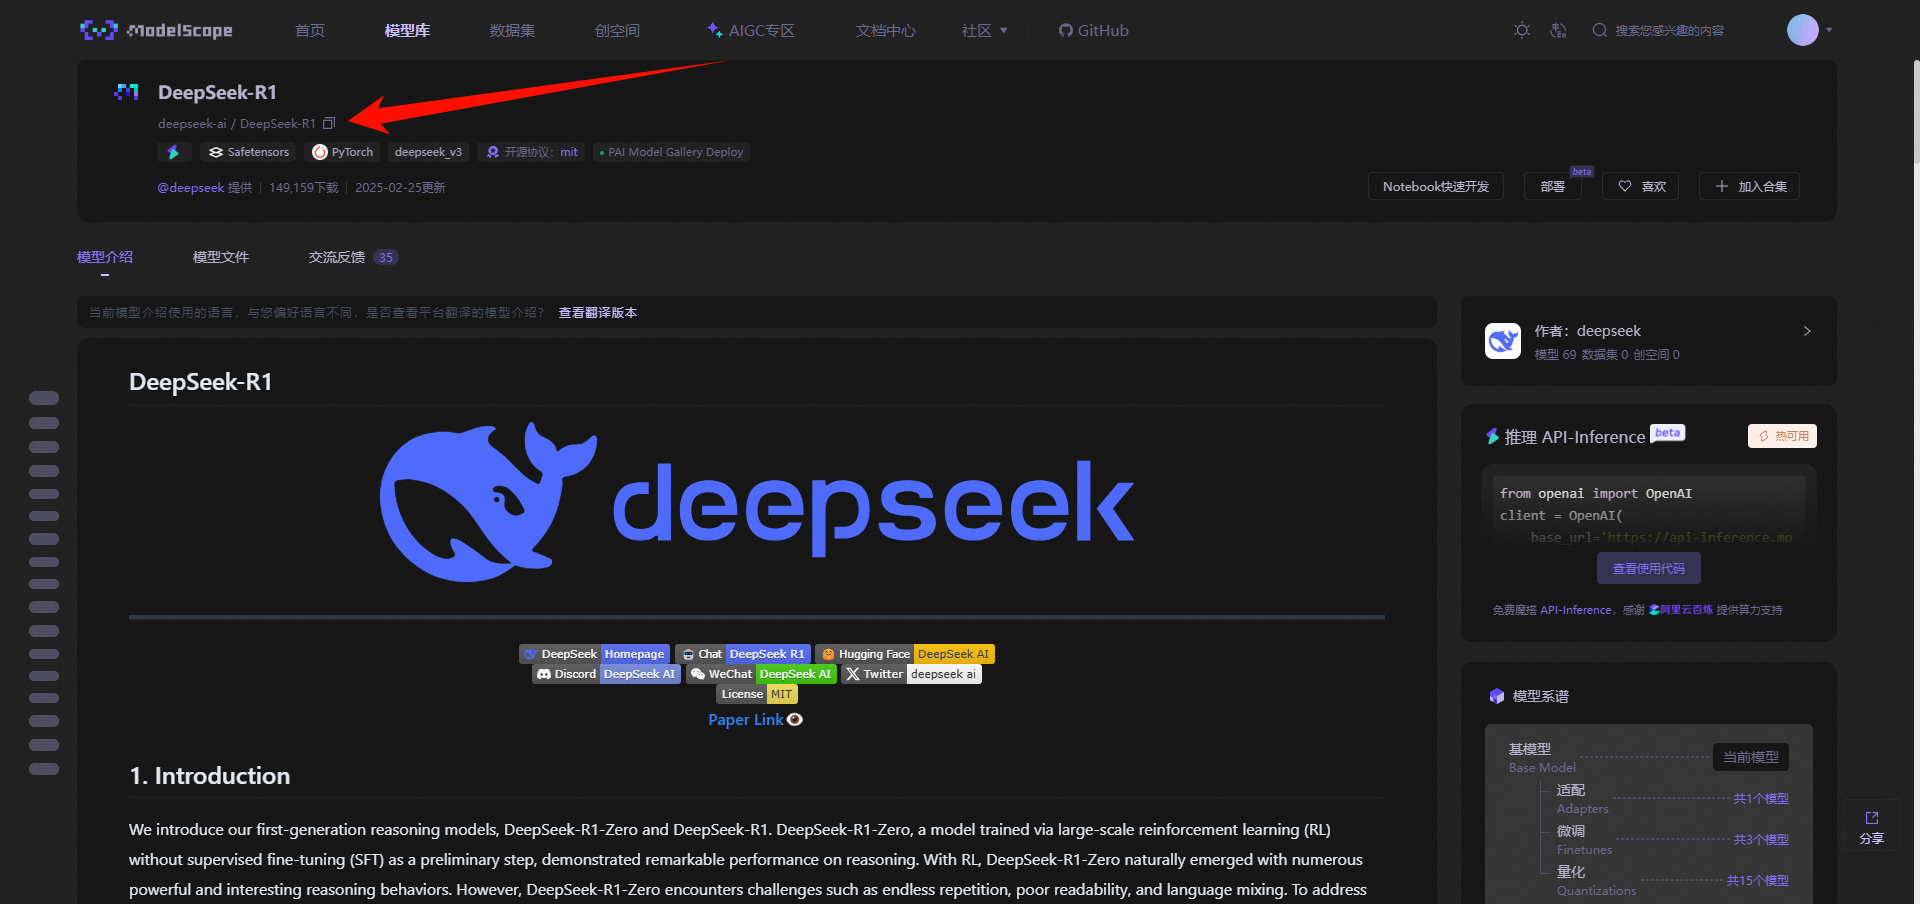 ModelScope 首页 模型库 数据集 创空间 AIGC专区 文档中心 社区 GitHub 搜索您感兴趣的内容
DeepSeek-R1
deepseek-ai / DeepSeek-R1
Safetensors PyTorch deepseek_v3 开源协议: mit PAI Model Gallery Deploy
@deepseek 提供 149,159下载 2025-02-25更新
Notebook快速开发 部署 beta 喜欢 加入合集
模型介绍 模型文件 交流反馈 35
当前模型介绍使用的语言，与您偏好语言不同，是否查看平台翻译的模型介绍？ 查看翻译版本
DeepSeek-R1
deepseek
DeepSeek Homepage Chat DeepSeek R1 Hugging Face DeepSeek AI
Discord DeepSeek AI WeChat DeepSeek AI Twitter deepseek ai
License MIT
Paper Link
1. Introduction
We introduce our first-generation reasoning models, DeepSeek-R1-Zero and DeepSeek-R1. DeepSeek-R1-Zero, a model trained via large-scale reinforcement learning (RL)
without supervised fine-tuning (SFT) as a preliminary step, demonstrated remarkable performance on reasoning. With RL, DeepSeek-R1-Zero naturally emerged with numerous
powerful and interesting reasoning behaviors. However, DeepSeek-R1-Zero encounters challenges such as endless repetition, poor readability, and language mixing. To address
作者：deepseek
模型 69 数据集 0 创空间 0
推理 API-Inference beta 热可用
from openai import OpenAI
client = OpenAI(
base_url='https://api-inference.mo
查看使用代码
免费魔搭 API-Inference，感谢 阿里云百炼 提供算力支持
模型系谱
基模型 当前模型
Base Model
适配 共1个模型
Adapters
微调 共3个模型
Finetunes
量化 共15个模型
Quantizations
分享